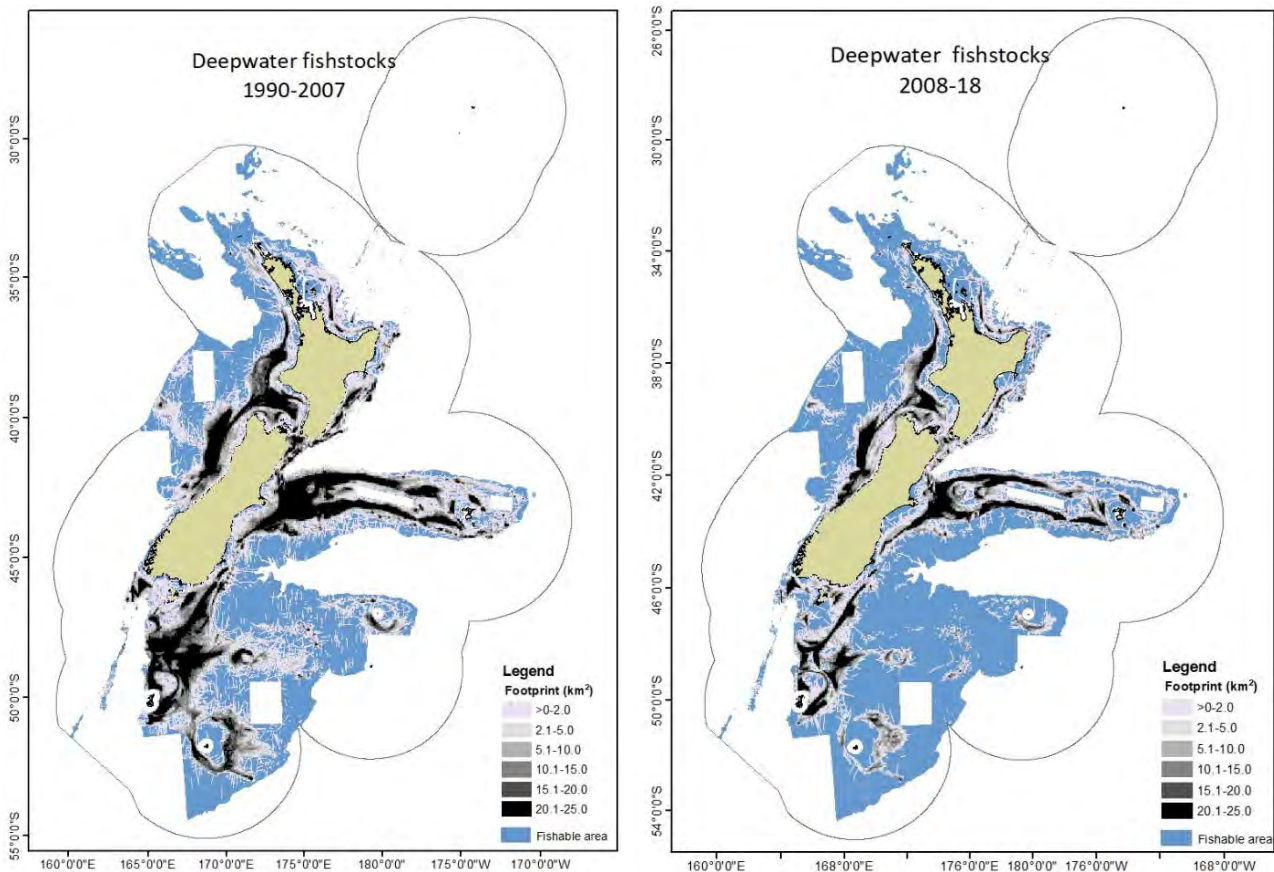 Deepwater fishstocks
1990-2007
30°0'0"S
35°0'0"S
40°0'0"S
45°0'0"S
50°0'0"S
55°0'0"S
Legend
Footprint (km²)
>0-2.0
2.1-5.0
5.1-10.0
10.1-15.0
15.1-20.0
20.1-25.0
Fishable area
160°0'0"E
165°0'0"E
170°0'0"E
175°0'0"E
180°0'0"
170°0'0"W
Deepwater fishstocks
2008-18
26°0'0"S
30°0'0"S
34°0'0"S
38°0'0"S
42°0'0"S
46°0'0"S
50°0'0"S
54°0'0"S
Legend
Footprint (km²)
>0-2.0
2.1-5.0
5.1-10.0
10.1-15.0
15.1-20.0
20.1-25.0
Fishable area
160°0'0"E
168°0'0"E
176°0'0"E
180°0'0"
176°0'0"W
168°0'0"W